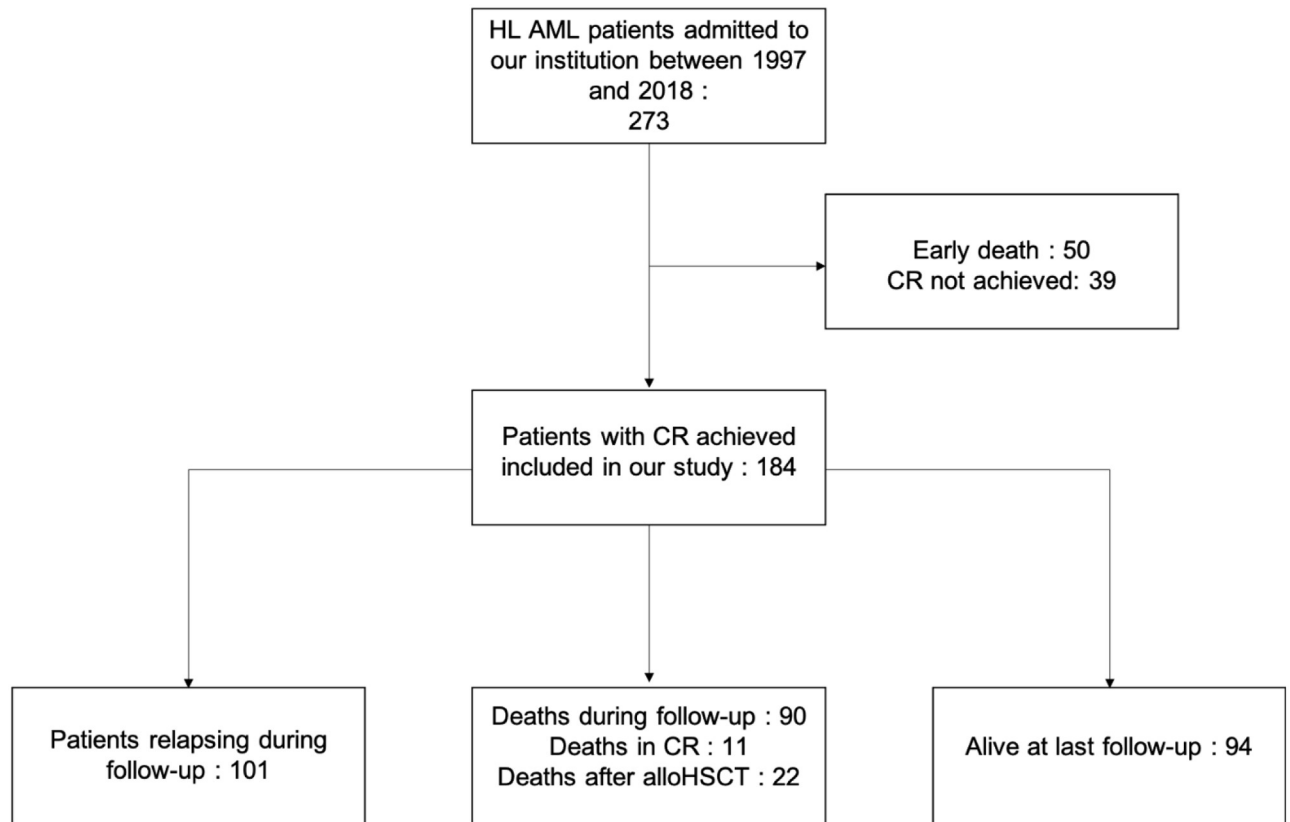 HL AML patients admitted to
our institution between 1997
and 2018 :
273
Early death : 50
CR not achieved: 39
Patients with CR achieved
included in our study : 184
Patients relapsing during
follow-up : 101
Deaths during follow-up : 90
Deaths in CR : 11
Deaths after alloHSCT : 22
Alive at last follow-up : 94